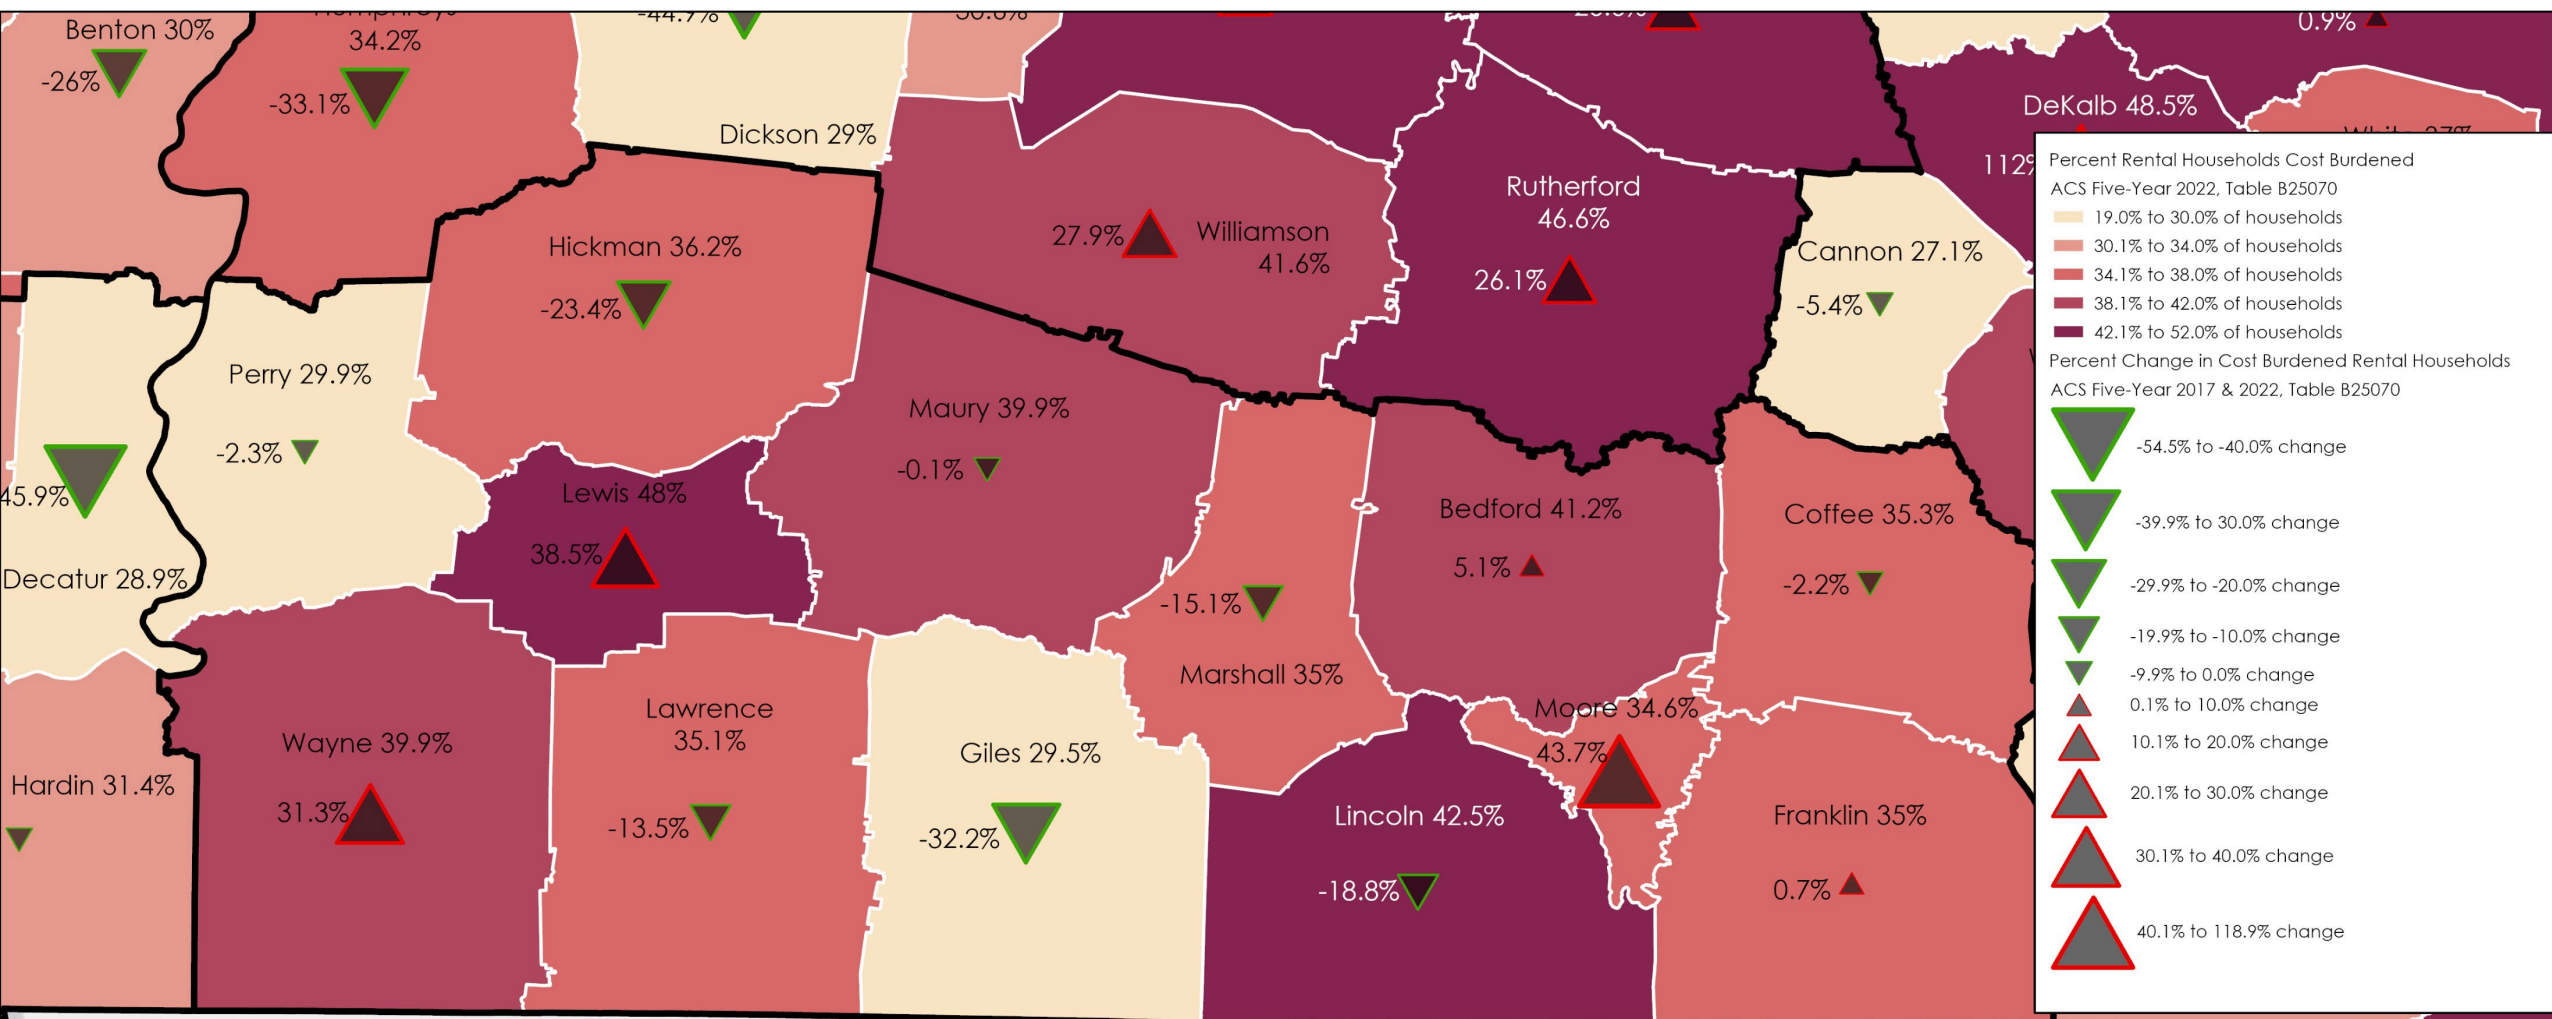 Humphreys
34.2%
-33.1%
Benton 30%
-26%
-44.9%
Dickson 29%
0.9%
DeKalb 48.5%
Hickman 36.2%
-23.4%
27.9%
Williamson
41.6%
Rutherford
46.6%
26.1%
Cannon 27.1%
-5.4%
Perry 29.9%
-2.3%
Maury 39.9%
-0.1%
45.9%
Decatur 28.9%
Lewis 48%
38.5%
Bedford 41.2%
5.1%
Coffee 35.3%
-2.2%
-15.1%
Marshall 35%
Hardin 31.4%
Wayne 39.9%
31.3%
Lawrence
35.1%
-13.5%
Giles 29.5%
-32.2%
Moore 34.6%
43.7%
Lincoln 42.5%
-18.8%
Franklin 35%
0.7%
Percent Rental Households Cost Burdened
ACS Five-Year 2022, Table B25070
19.0% to 30.0% of households
30.1% to 34.0% of households
34.1% to 38.0% of households
38.1% to 42.0% of households
42.1% to 52.0% of households
Percent Change in Cost Burdened Rental Households
ACS Five-Year 2017 & 2022, Table B25070
-54.5% to -40.0% change
-39.9% to 30.0% change
-29.9% to -20.0% change
-19.9% to -10.0% change
-9.9% to 0.0% change
0.1% to 10.0% change
10.1% to 20.0% change
20.1% to 30.0% change
30.1% to 40.0% change
40.1% to 118.9% change